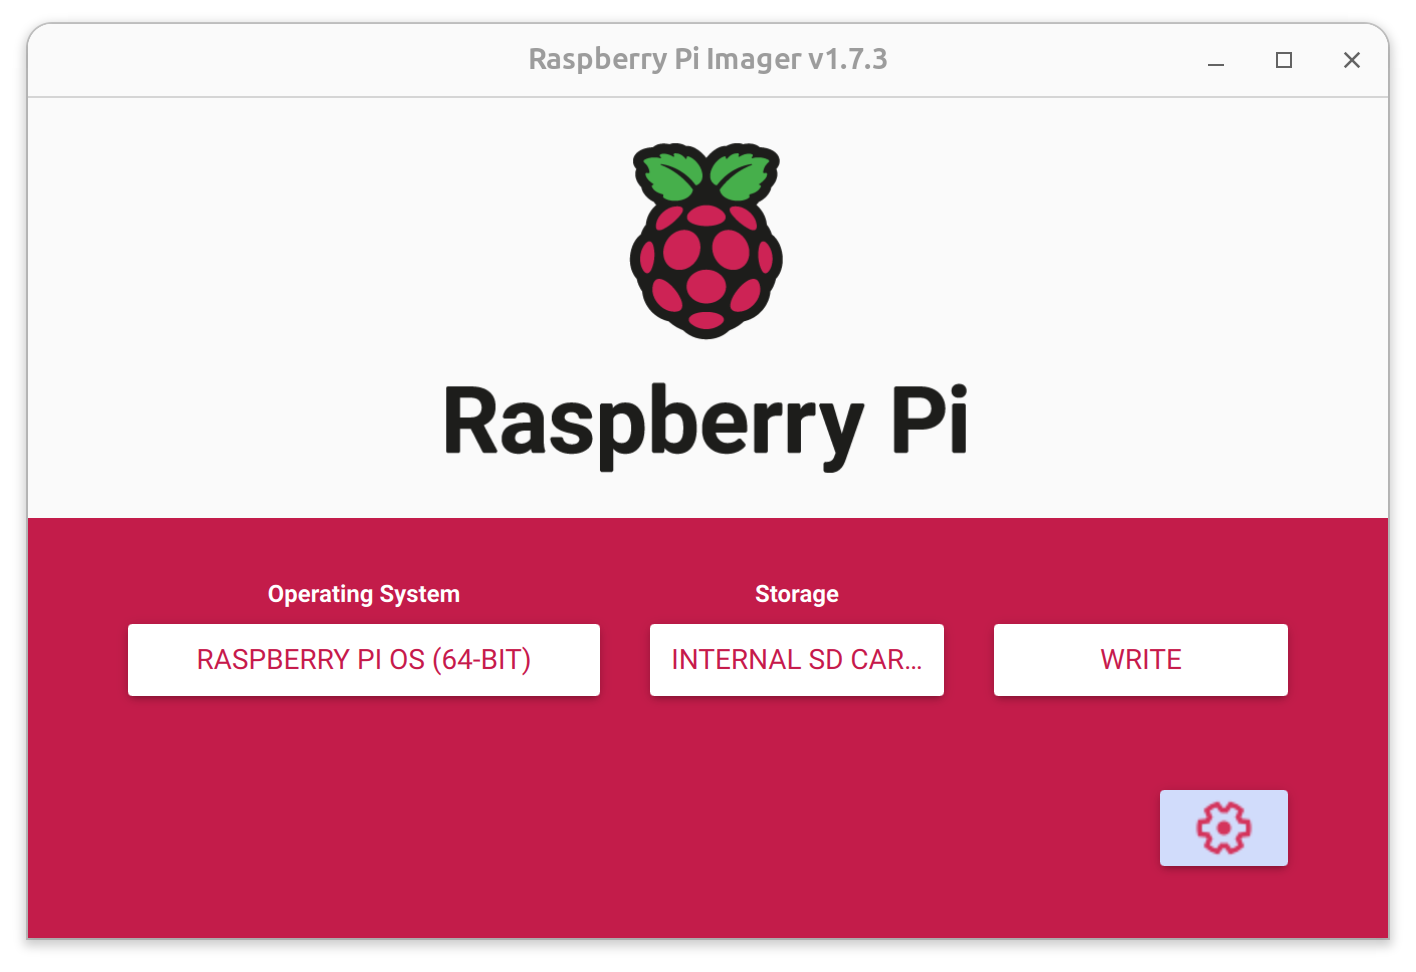 Raspberry Pi Imager v1.7.3
Raspberry Pi
Operating System
Storage
RASPBERRY PI OS (64-BIT)
INTERNAL SD CAR...
WRITE